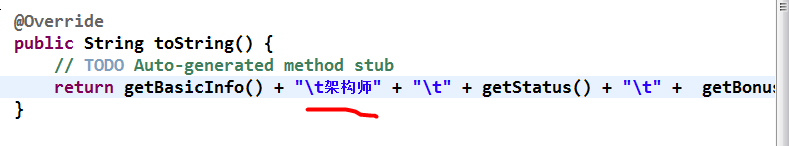 @Override
public String toString() {
// TODO Auto-generated method stub
return getBasicInfo() + "\t架构师" + "\t" + getStatus() + "\t" +  getBonus
}